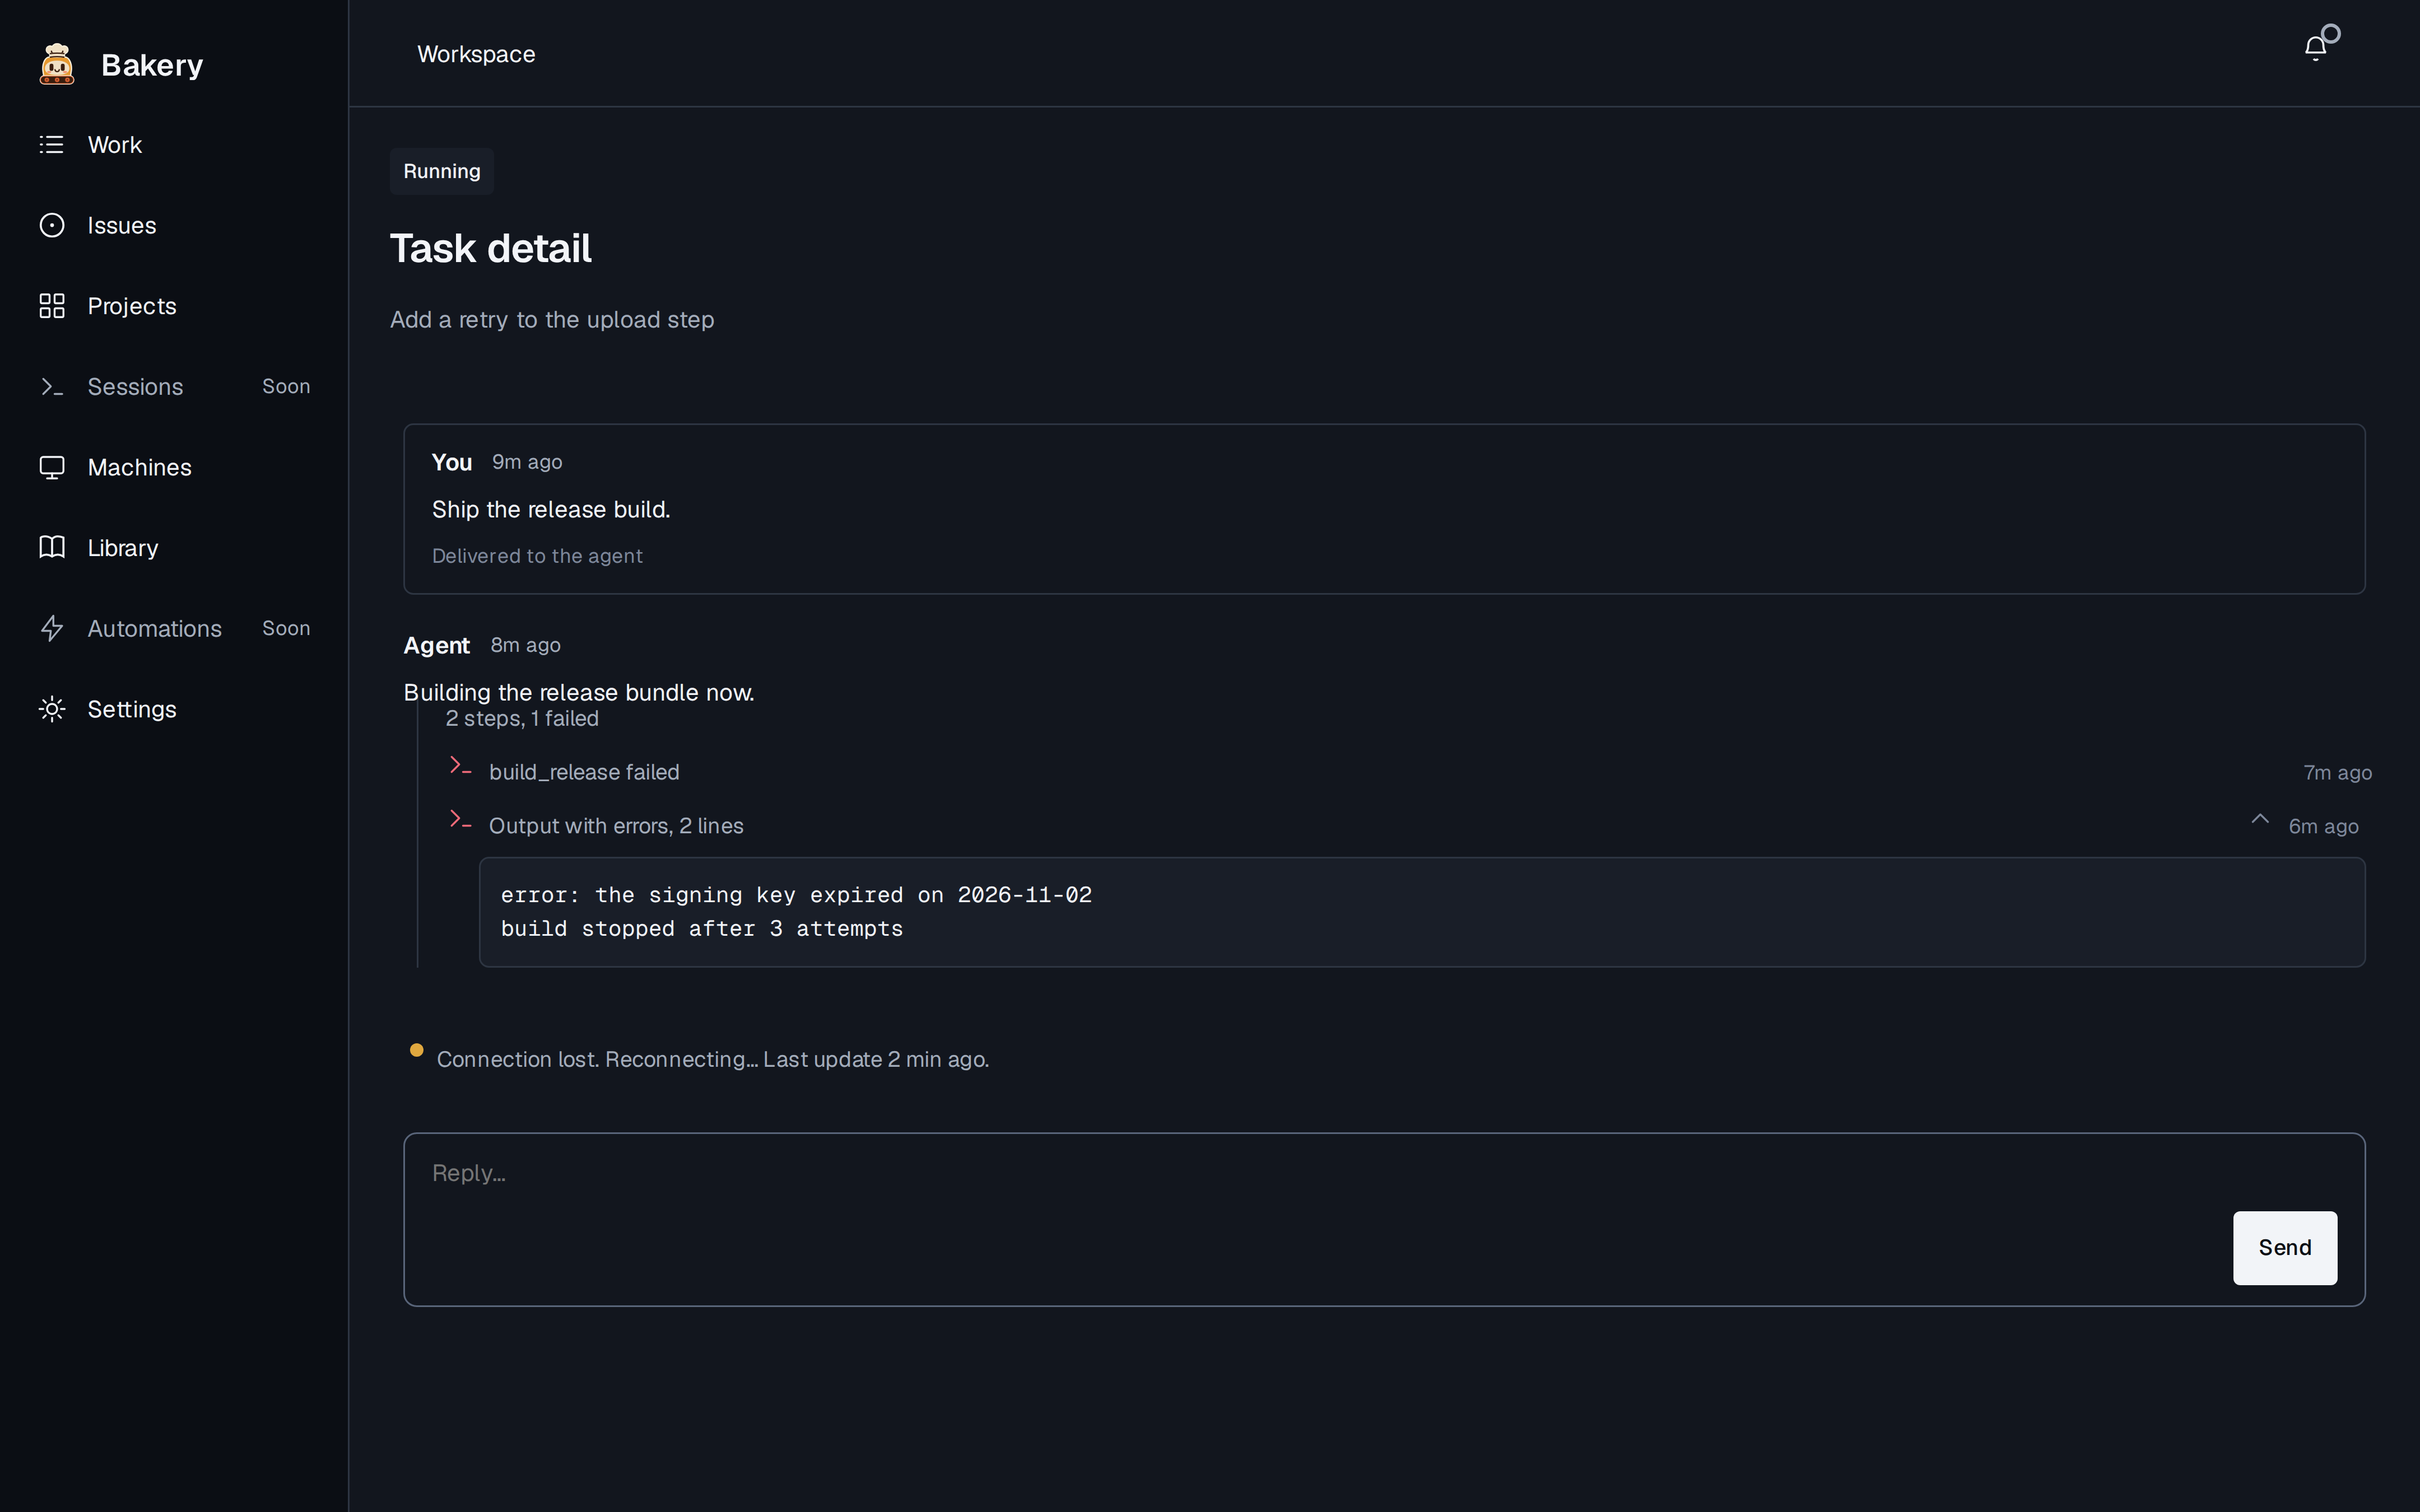 Bakery
Work
Issues
Projects
Sessions Soon
Machines
Library
Automations Soon
Settings
Workspace
Running
Task detail
Add a retry to the upload step
You 9m ago
Ship the release build.
Delivered to the agent
Agent 8m ago
Building the release bundle now.
2 steps, 1 failed
build_release failed 7m ago
Output with errors, 2 lines 6m ago
error: the signing key expired on 2026-11-02
build stopped after 3 attempts
Connection lost. Reconnecting… Last update 2 min ago.
Reply…
Send